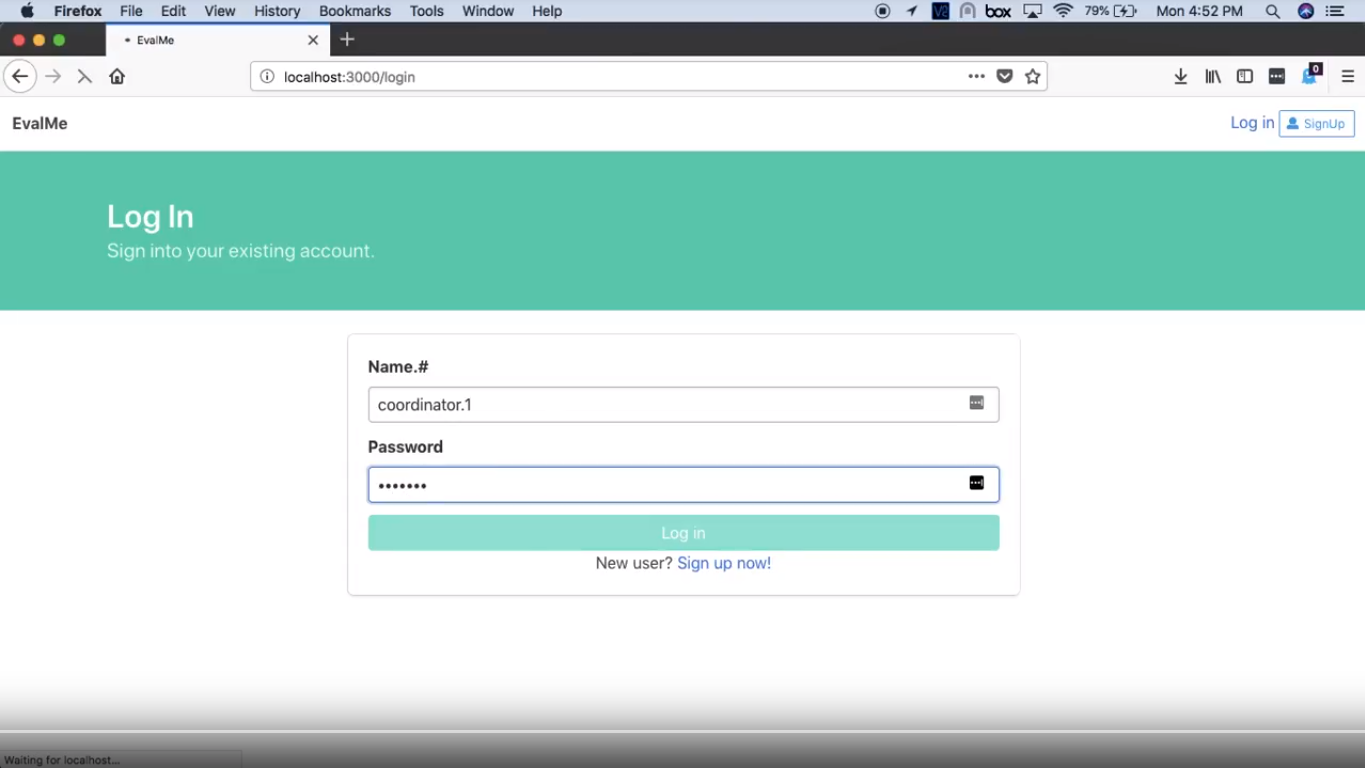 Firefox File Edit View History Bookmarks Tools Window Help box 79% Mon 4:52 PM
EvalMe
localhost:3000/login
0
EvalMe Log in SignUp
Log In
Sign into your existing account.
Name.#
coordinator.1
Password
•••••••
Log in
New user? Sign up now!
Waiting for localhost...